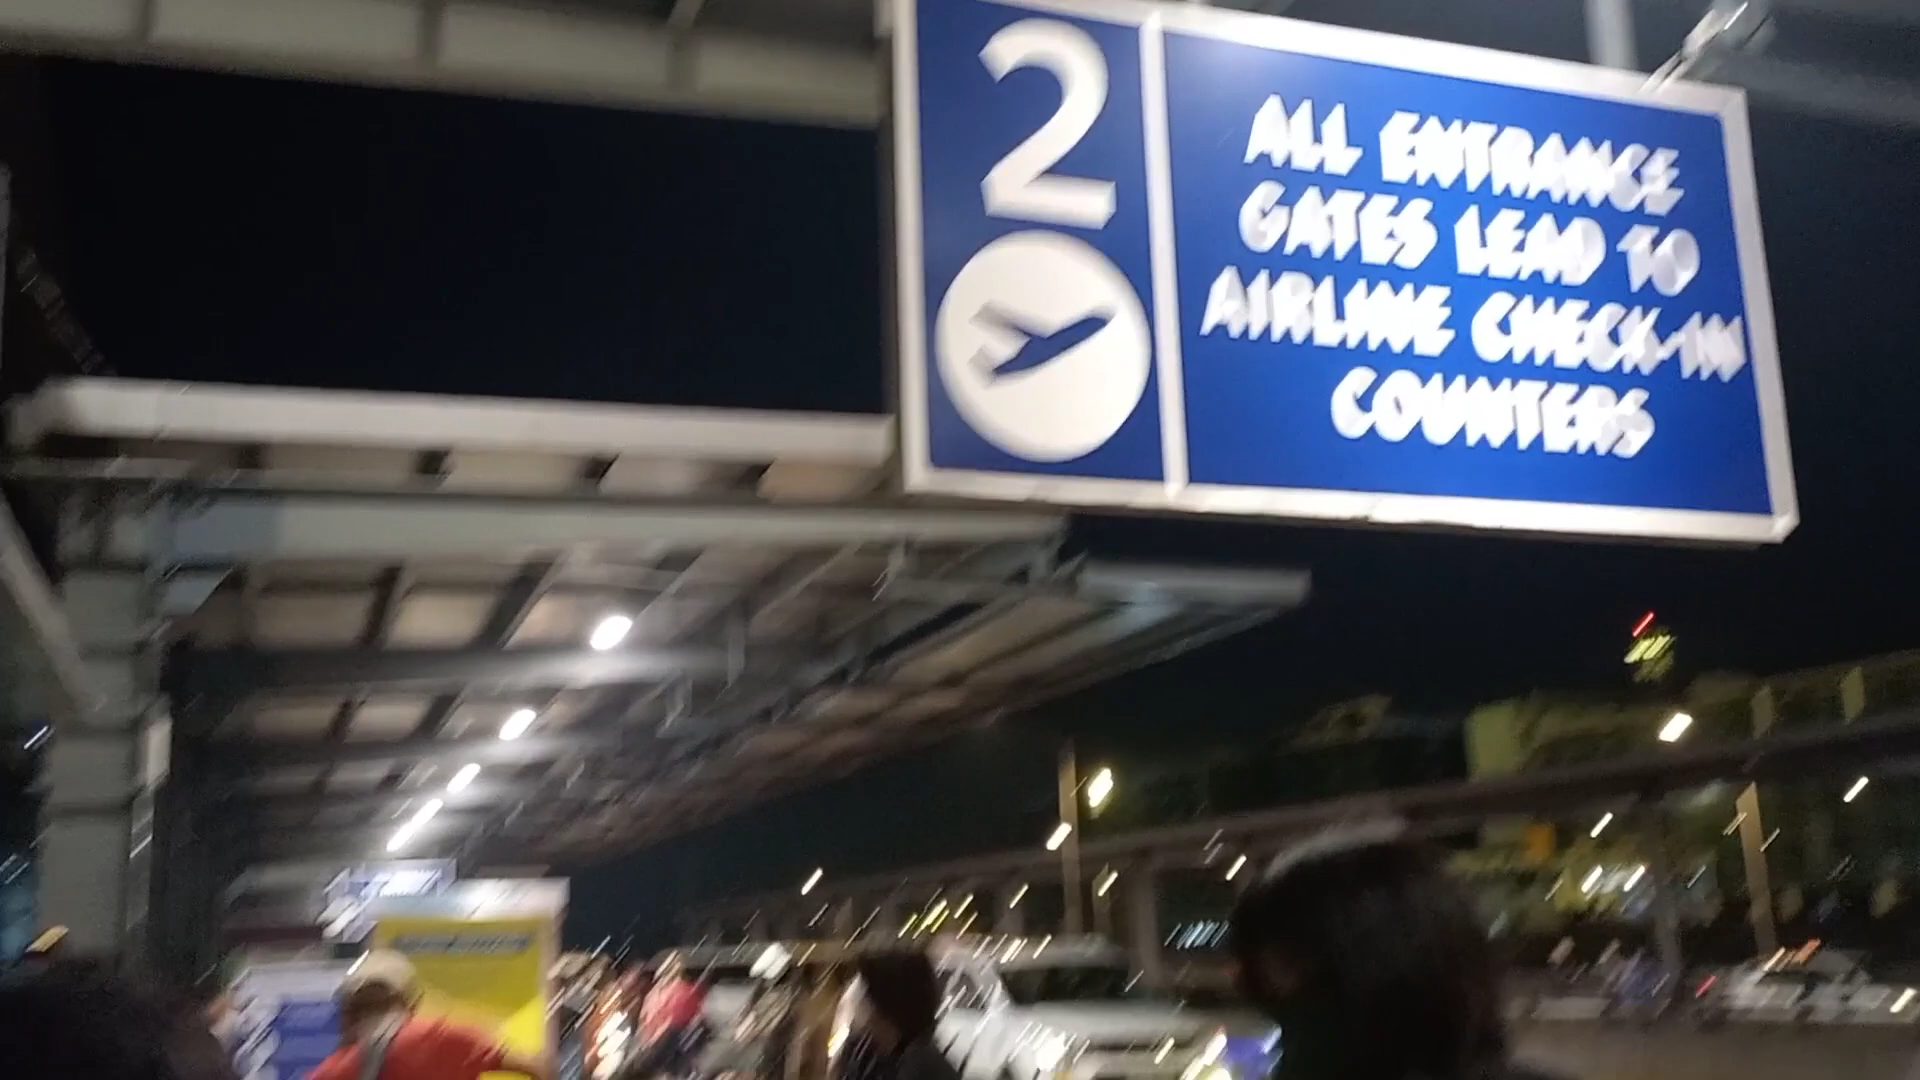 2
ALL ENTRANCE
GATES LEAD TO
AIRLINE CHECK-IN
COUNTERS